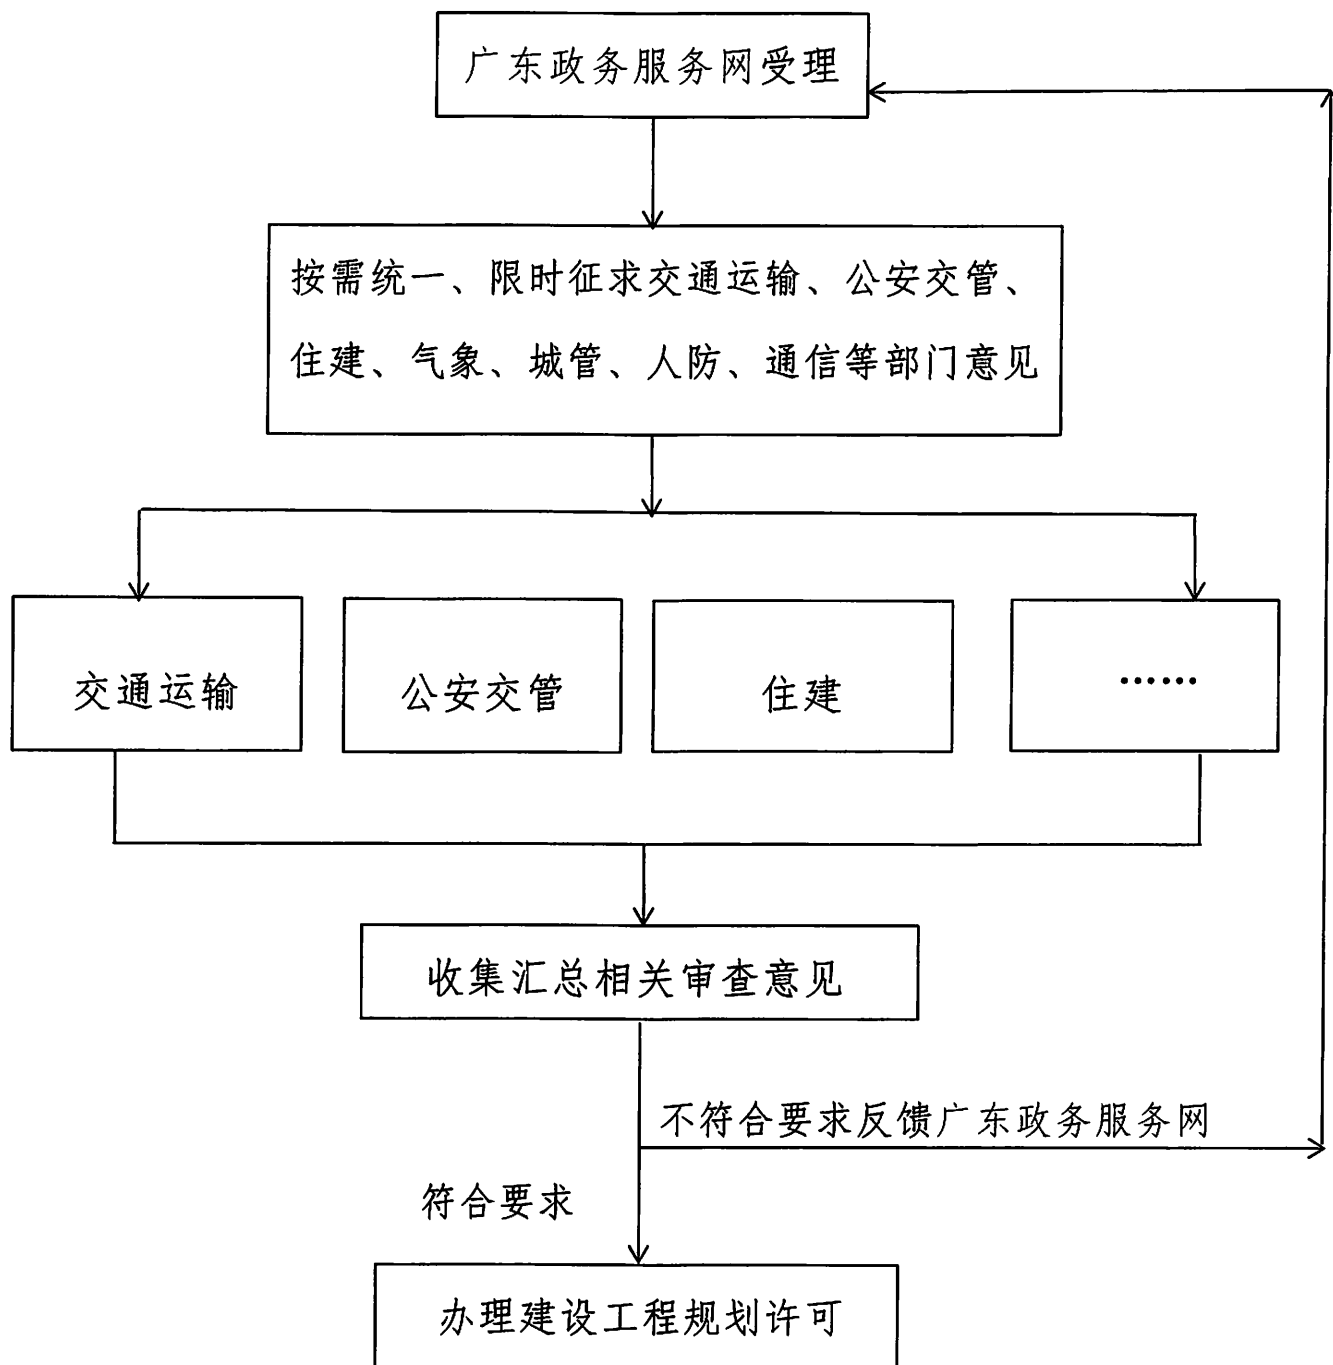 广东政务服务网受理
按需统一、限时征求交通运输、公安交管、
住建、气象、城管、人防、通信等部门意见
交通运输
公安交管
住建
……
收集汇总相关审查意见
不符合要求反馈广东政务服务网
符合要求
办理建设工程规划许可